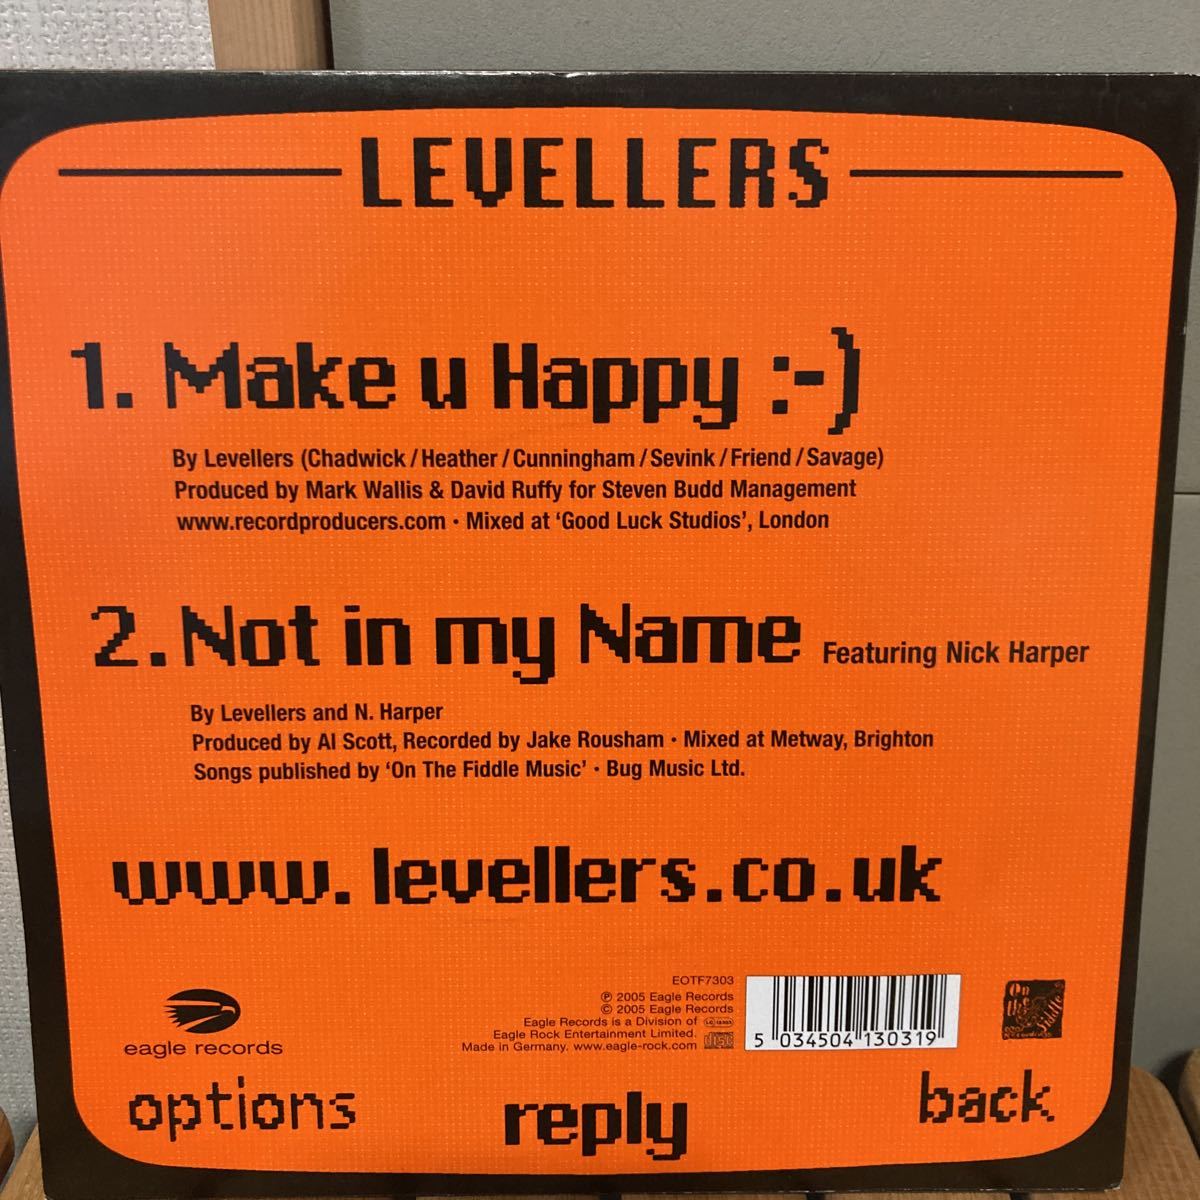 LEVELLERS
1. Make u Happy :-)
By Levellers (Chadwick / Heather / Cunningham / Sevink / Friend / Savage)
Produced by Mark Wallis & David Ruffy for Steven Budd Management
www.recordproducers.com · Mixed at ‘Good Luck Studios’, London
2. Not in my Name Featuring Nick Harper
By Levellers and N. Harper
Produced by Al Scott, Recorded by Jake Rousham · Mixed at Metway, Brighton
Songs published by ‘On The Fiddle Music’ · Bug Music Ltd.
www.levellers.co.uk
eagle records
EOTF7303
℗ 2005 Eagle Records
© 2005 Eagle Records
Eagle Records is a Division of
Eagle Rock Entertainment Limited.
Made in Germany. www.eagle-rock.com
disc
5 034504 130319
On
the
Fiddle
options
reply
back